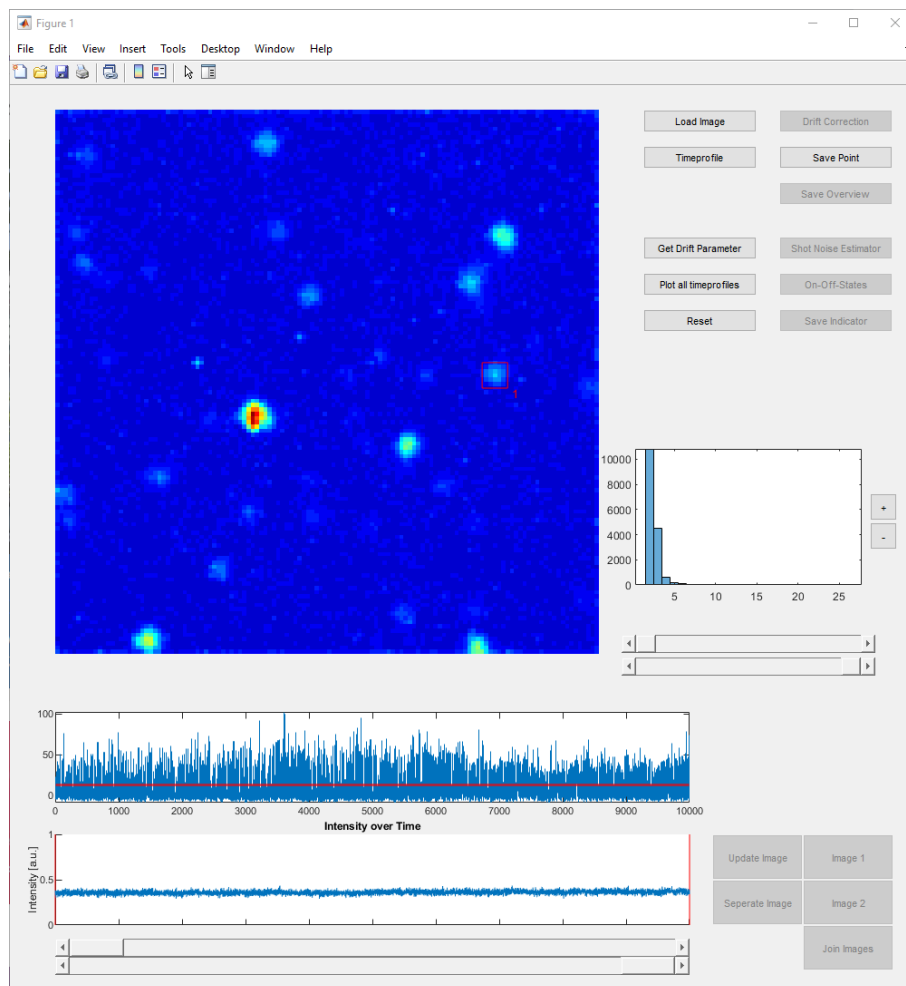 Figure 1
File Edit View Insert Tools Desktop Window Help
Load Image Drift Correction
Timeprofile Save Point
Save Overview
Get Drift Parameter Shot Noise Estimator
Plot all timeprofiles On-Off-States
Reset Save Indicator
1
10000
8000
6000
4000
2000
0
5 10 15 20 25
+
-
100
50
0
0 1000 2000 3000 4000 5000 6000 7000 8000 9000 10000
Intensity over Time
Intensity [a.u.]
1
0.5
0
Update Image Image 1
Seperate Image Image 2
Join Images